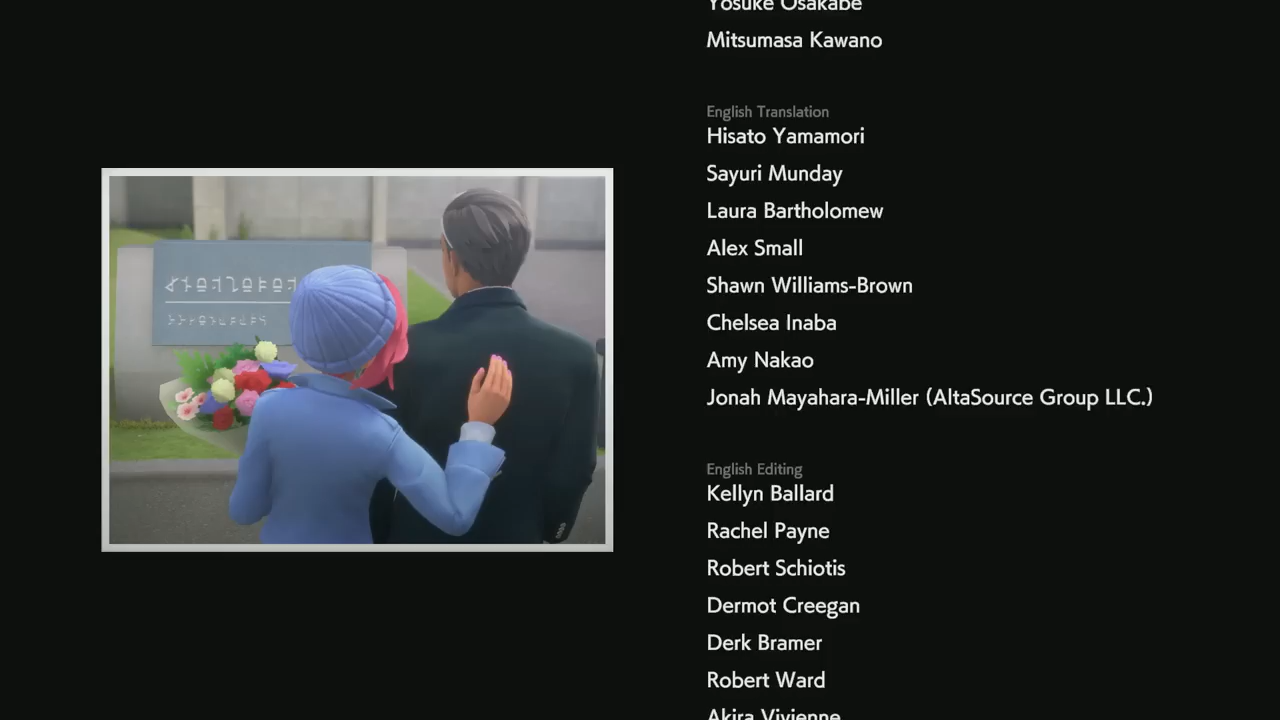 Yosuke Osakabe
Mitsumasa Kawano
English Translation
Hisato Yamamori
Sayuri Munday
Laura Bartholomew
Alex Small
Shawn Williams-Brown
Chelsea Inaba
Amy Nakao
Jonah Mayahara-Miller (AltaSource Group LLC.)
English Editing
Kellyn Ballard
Rachel Payne
Robert Schiotis
Dermot Creegan
Derk Bramer
Robert Ward
Akira Vivienne